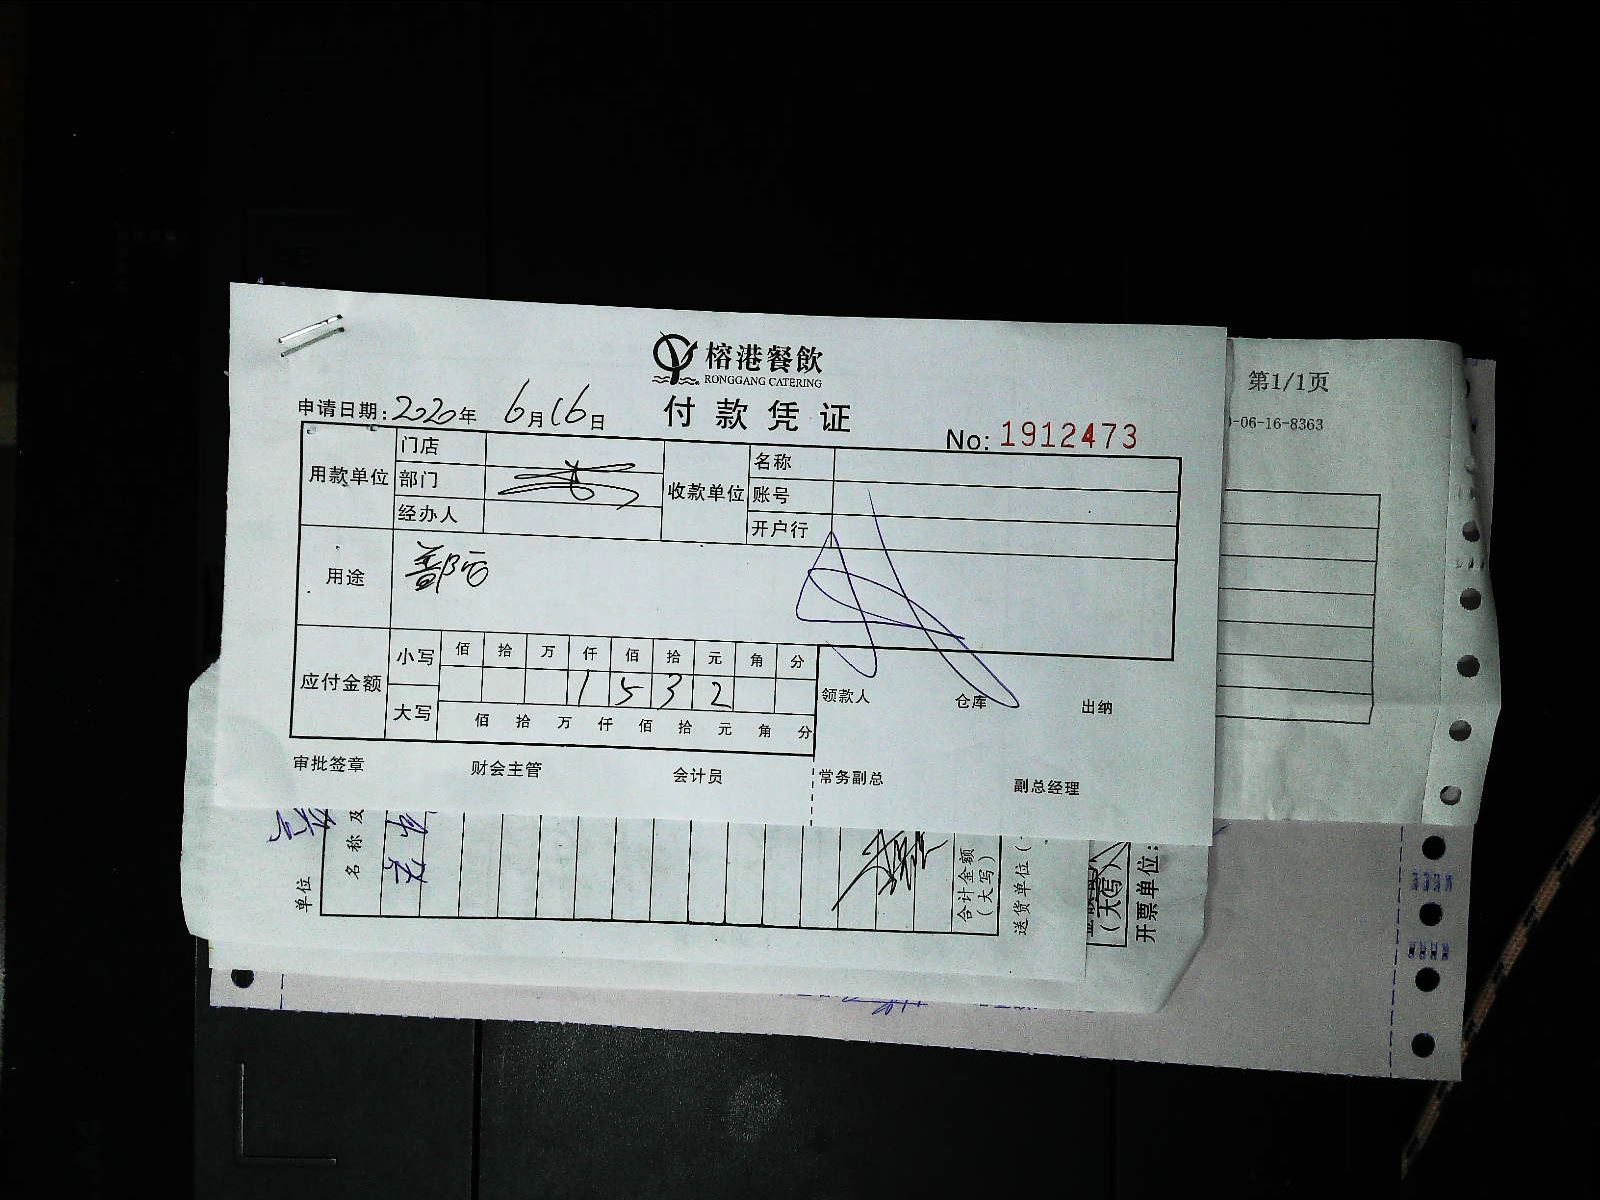 榕港餐飲
RONGGANG CATERING
付款凭证
申请日期:2020年 6月16日
No: 1912473
第1/1页
-06-16-8363
用款单位
门店
部门
经办人
收款单位
名称
账号
开户行
用途
应付金额
小写 佰 拾 万 仟 佰 拾 元 角 分
1 5 3 2
大写 佰 拾 万 仟 佰 拾 元 角 分
领款人 仓库 出纳
审批签章 财会主管 会计员 常务副总 副总经理
单位
名称及
合计金额
(大写)
送货单位(
(大写)
开票单位: